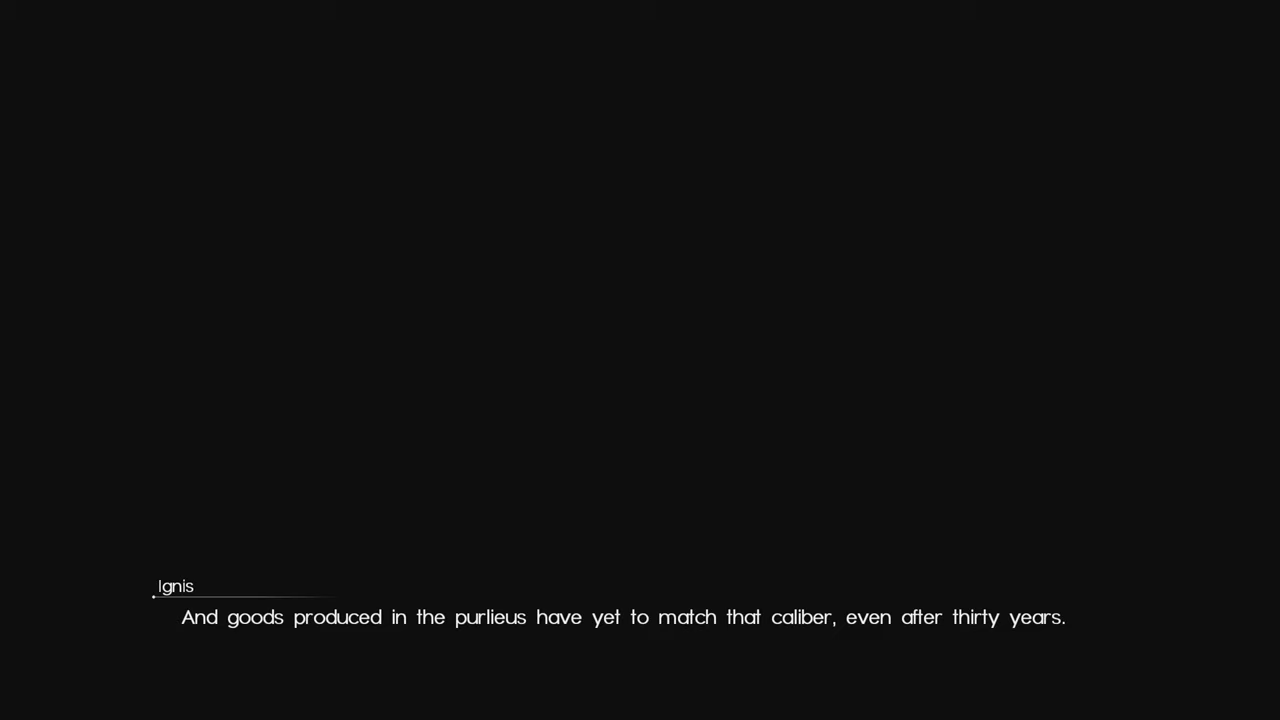 Ignis
And goods produced in the purlieus have yet to match that caliber, even after thirty years.